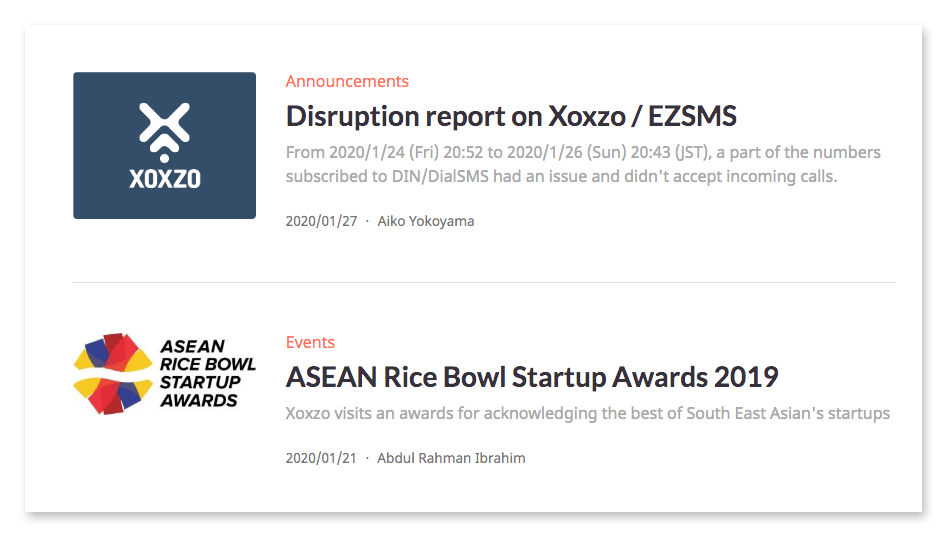 XOXZO
Announcements
Disruption report on Xoxzo / EZSMS
From 2020/1/24 (Fri) 20:52 to 2020/1/26 (Sun) 20:43 (JST), a part of the numbers
subscribed to DIN/DialSMS had an issue and didn't accept incoming calls.
2020/01/27 · Aiko Yokoyama
ASEAN
RICE BOWL
STARTUP
AWARDS
Events
ASEAN Rice Bowl Startup Awards 2019
Xoxzo visits an awards for acknowledging the best of South East Asian's startups
2020/01/21 · Abdul Rahman Ibrahim